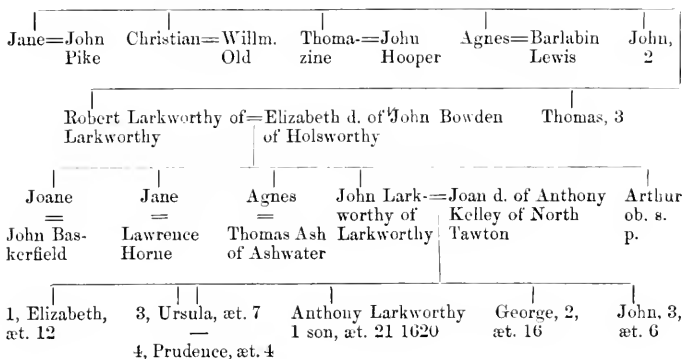 Jane=John Christian=Willm. Thoma-=John Agnes=Barlabin John,
Pike Old zine Hooper Lewis 2
Robert Larkworthy of=Elizabeth d. of John Bowden Thomas, 3
Larkworthy of Holsworthy
Joane Jane Agnes John Lark-=Joan d. of Anthony Arthur
= = = worthy of Kelley of North ob. s.
John Bas- Lawrence Thomas Ash Larkworthy Tawton p.
kerfield Horne of Ashwater
1, Elizabeth, 3, Ursula, æt. 7 Anthony Larkworthy George, 2, John, 3,
æt. 12 — 1 son, æt. 21 1620 æt. 16 æt. 6
4, Prudence, æt. 4